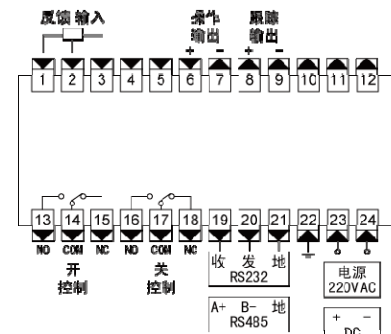 反馈 输入
操作
输出
跟踪
输出
+ - + -
1 2 3 4 5 6 7 8 9 10 11 12
13 14 15 16 17 18 19 20 21 22 23 24
NO COM NC NO COM NC
开
控制
关
控制
收 发 地
RS232
A+ B- 地
RS485
电源
220VAC
+ -
DC